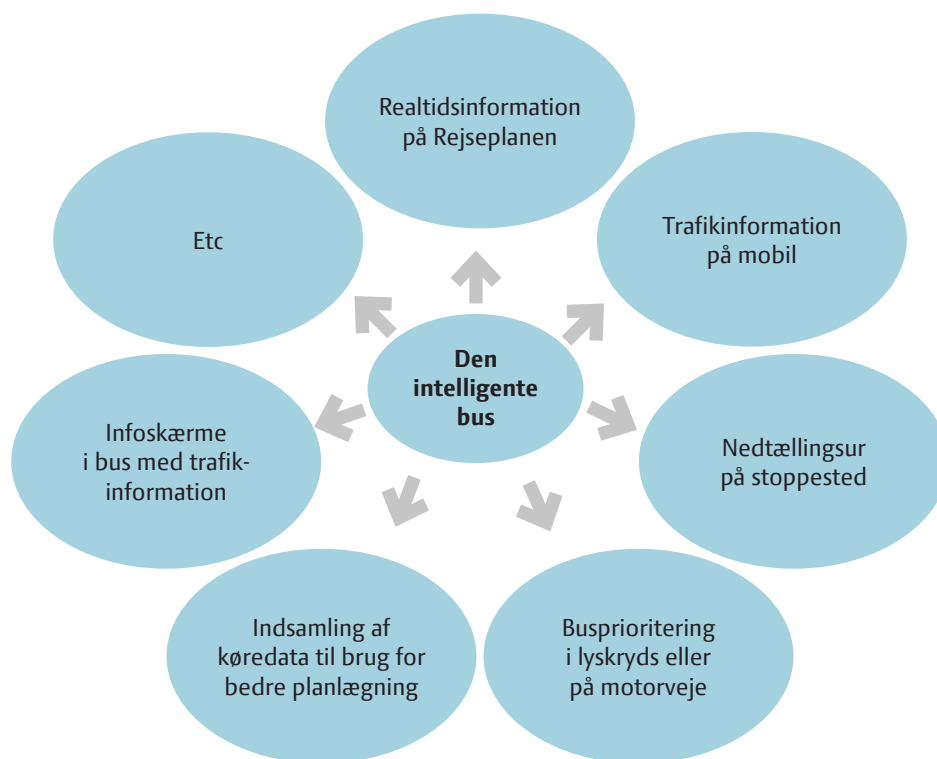 Realtidsinformation
på Rejseplanen
Trafikinformation
på mobil
Etc
Den
intelligente
bus
Nedtællingsur
på stoppested
Infoskærme
i bus med trafik-
information
Busprioritering
i lyskryds eller
på motorveje
Indsamling af
køredata til brug for
bedre planlægning